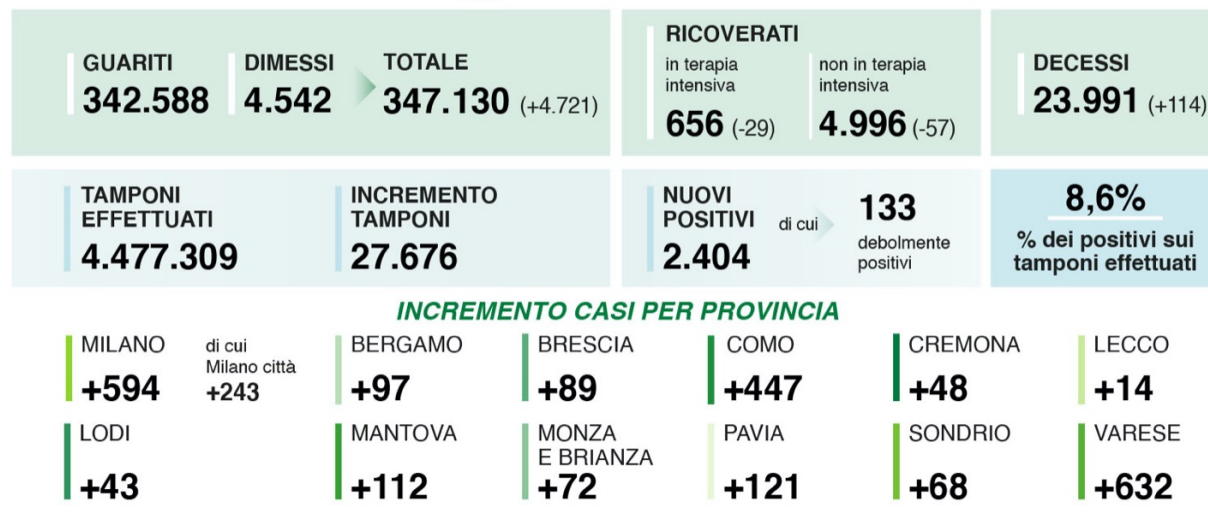 GUARITI
342.588
DIMESSI
4.542
TOTALE
347.130 (+4.721)
RICOVERATI
in terapia
intensiva
656 (-29)
non in terapia
intensiva
4.996 (-57)
DECESSI
23.991 (+114)
TAMPONI
EFFETTUATI
4.477.309
INCREMENTO
TAMPONI
27.676
NUOVI
POSITIVI
2.404
di cui
133
debolmente
positivi
8,6%
% dei positivi sui
tamponi effettuati
INCREMENTO CASI PER PROVINCIA
MILANO
+594
di cui
Milano città
+243
BERGAMO
+97
BRESCIA
+89
COMO
+447
CREMONA
+48
LECCO
+14
LODI
+43
MANTOVA
+112
MONZA
E BRIANZA
+72
PAVIA
+121
SONDRIO
+68
VARESE
+632